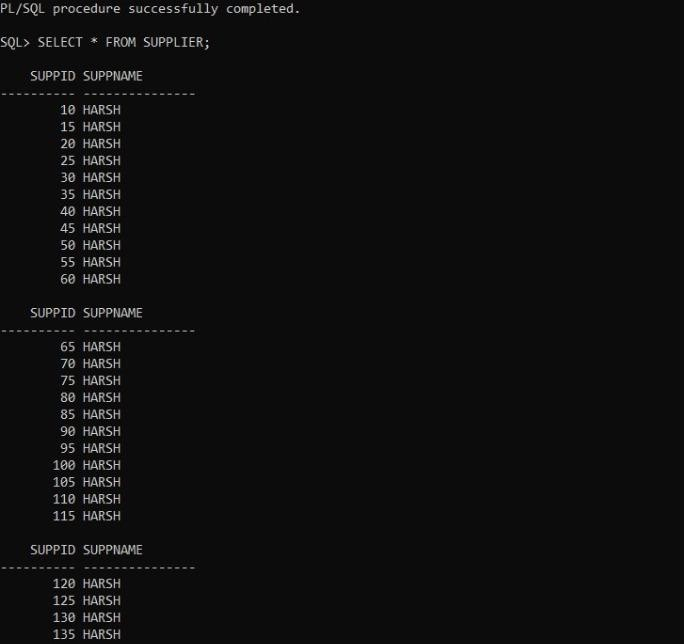 PL/SQL procedure successfully completed.
SQL> SELECT * FROM SUPPLIER;
SUPPID SUPPNAME
---------- ---------------
10 HARSH
15 HARSH
20 HARSH
25 HARSH
30 HARSH
35 HARSH
40 HARSH
45 HARSH
50 HARSH
55 HARSH
60 HARSH
SUPPID SUPPNAME
---------- ---------------
65 HARSH
70 HARSH
75 HARSH
80 HARSH
85 HARSH
90 HARSH
95 HARSH
100 HARSH
105 HARSH
110 HARSH
115 HARSH
SUPPID SUPPNAME
---------- ---------------
120 HARSH
125 HARSH
130 HARSH
135 HARSH